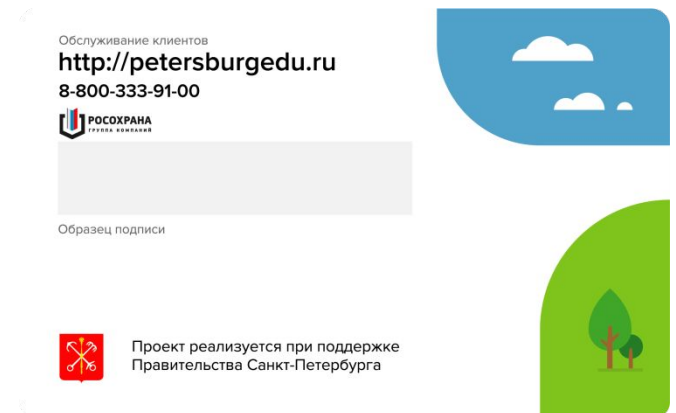 Обслуживание клиентов
http://petersburgedu.ru
8-800-333-91-00
РОСОХРАНА
ГРУППА КОМПАНИЙ
Образец подписи
Проект реализуется при поддержке
Правительства Санкт-Петербурга